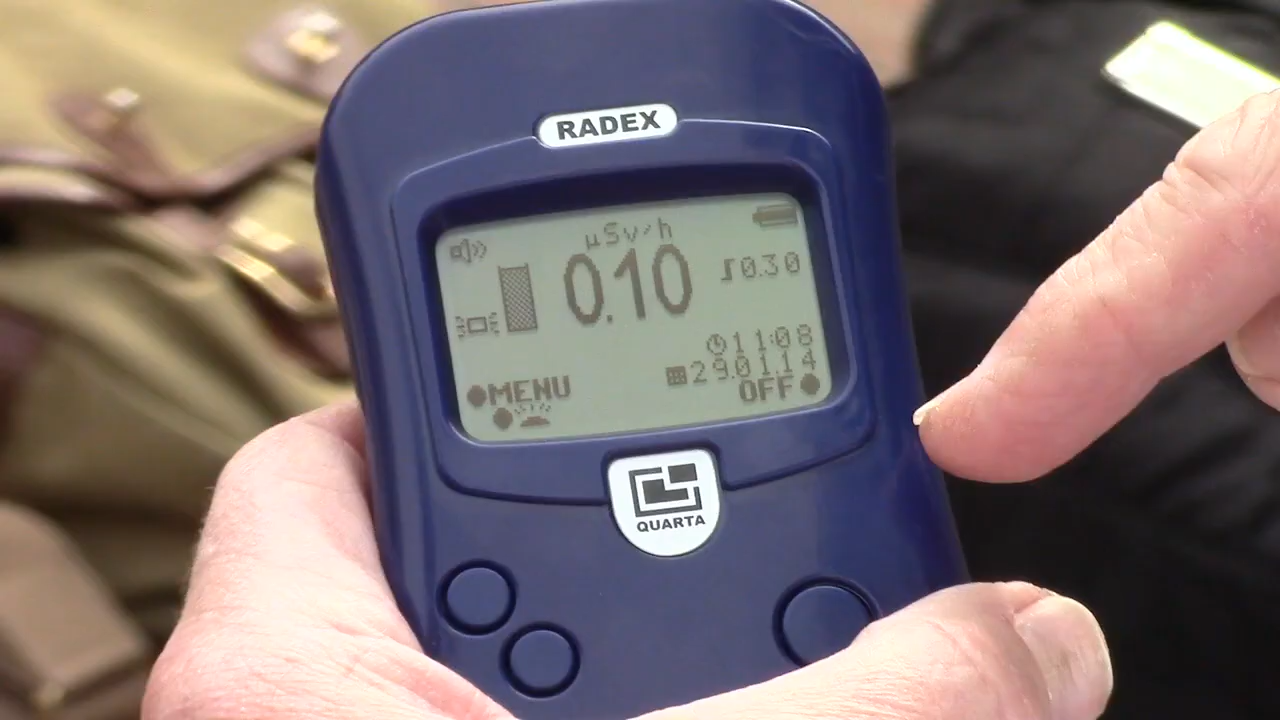 RADEX
µSv/h
0.10
0.30
11:08
29.01.14
MENU
OFF
QUARTA